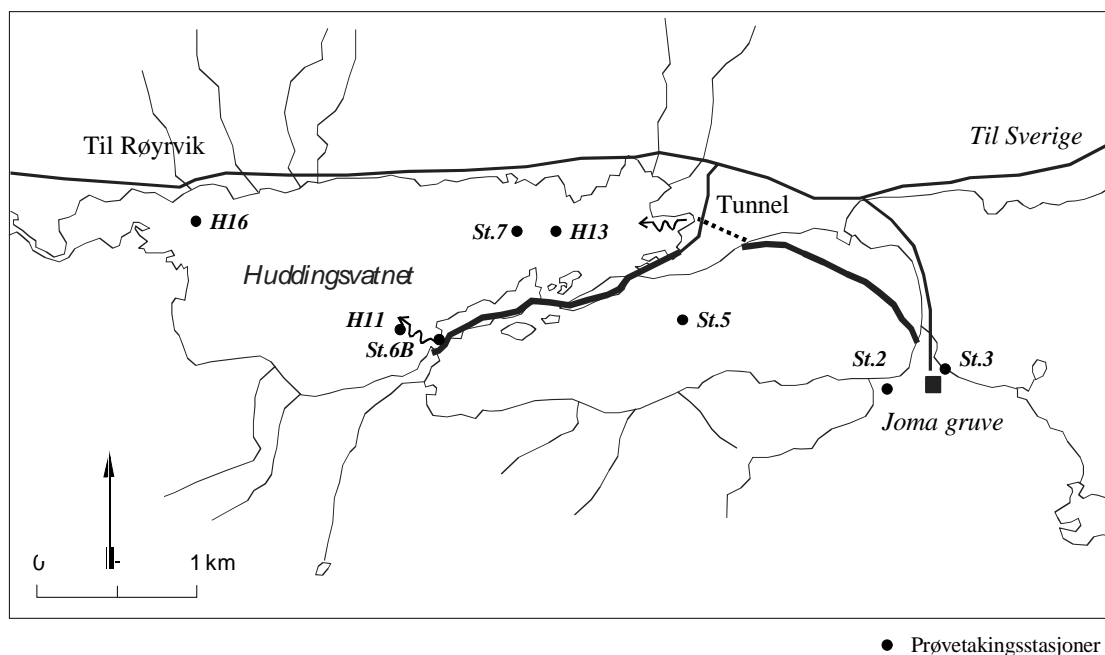 Til Røyrvik
Til Sverige
Tunnel
H16
St.7
H13
Huddingsvatnet
H11
St.6B
St.5
St.2
St.3
Joma gruve
0
1 km
Prøvetakingsstasjoner